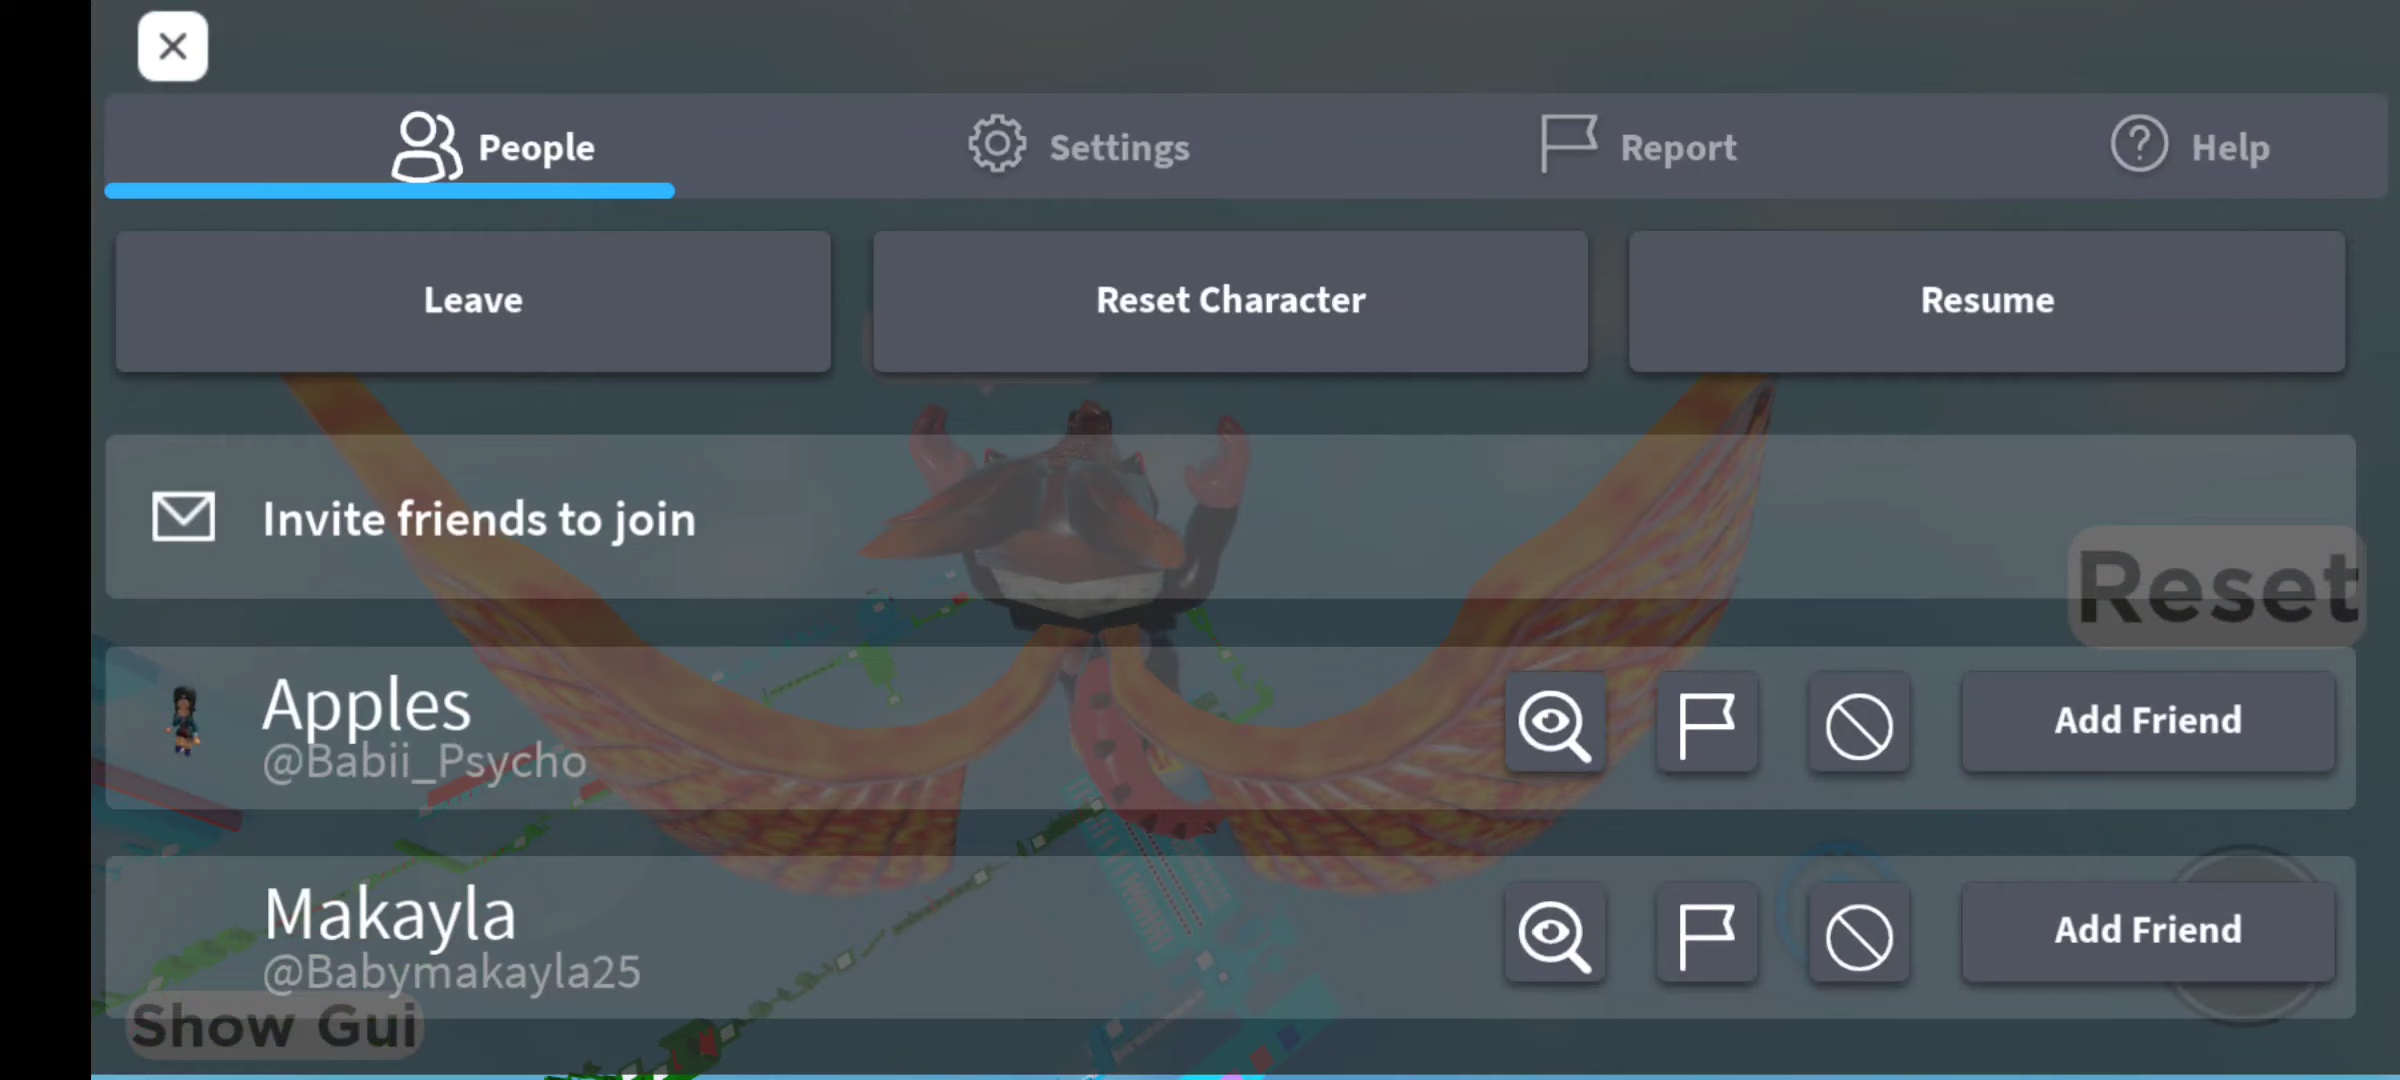 People
Settings
Report
Help
Leave
Reset Character
Resume
Invite friends to join
Reset
Apples
@Babii_Psycho
Add Friend
Makayla
@Babymakayla25
Add Friend
Show Gui